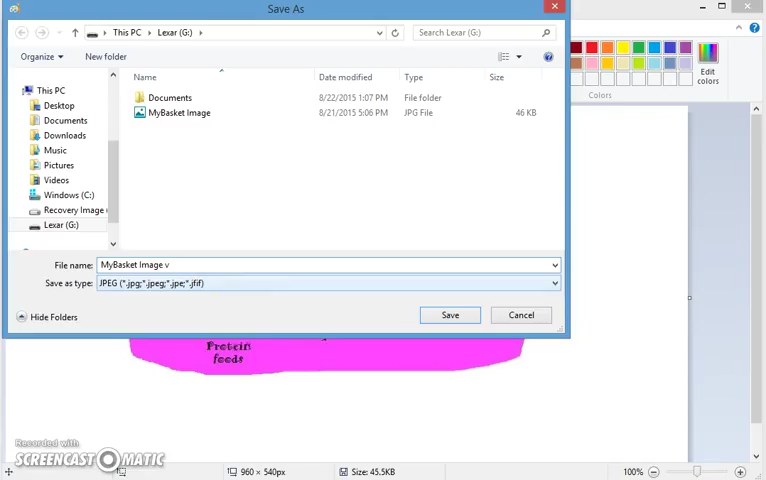 Save As
This PC Lexar (G:)
Search Lexar (G:)
Organize New folder
Name Date modified Type Size
This PC
Desktop
Documents
Downloads
Music
Pictures
Videos
Windows (C:)
Recovery Image
Lexar (G:)
Documents 8/22/2015 1:07 PM File folder
MyBasket Image 8/21/2015 5:06 PM JPG File 46 KB
File name: MyBasket Image v
Save as type: JPEG (*.jpg;*.jpeg;*.jpe;*.jfif)
Hide Folders Save Cancel
Edit
colors
Colors
Protein
feeds
Recorded with
SCREENCAST-O-MATIC
960 × 540px Size: 45.5KB 100%